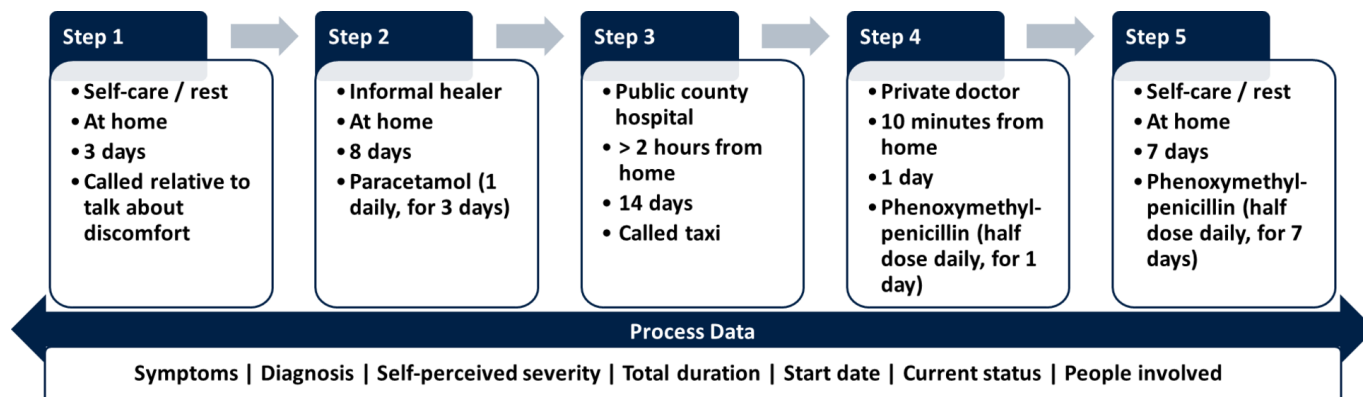 Step 1
• Self-care / rest
• At home
• 3 days
• Called relative to
talk about
discomfort
Step 2
• Informal healer
• At home
• 8 days
• Paracetamol (1
daily, for 3 days)
Step 3
• Public county
hospital
• > 2 hours from
home
• 14 days
• Called taxi
Step 4
• Private doctor
• 10 minutes from
home
• 1 day
• Phenoxymethyl-
penicillin (half
dose daily, for 1
day)
Step 5
• Self-care / rest
• At home
• 7 days
• Phenoxymethyl-
penicillin (half
dose daily, for 7
days)
Process Data
Symptoms | Diagnosis | Self-perceived severity | Total duration | Start date | Current status | People involved